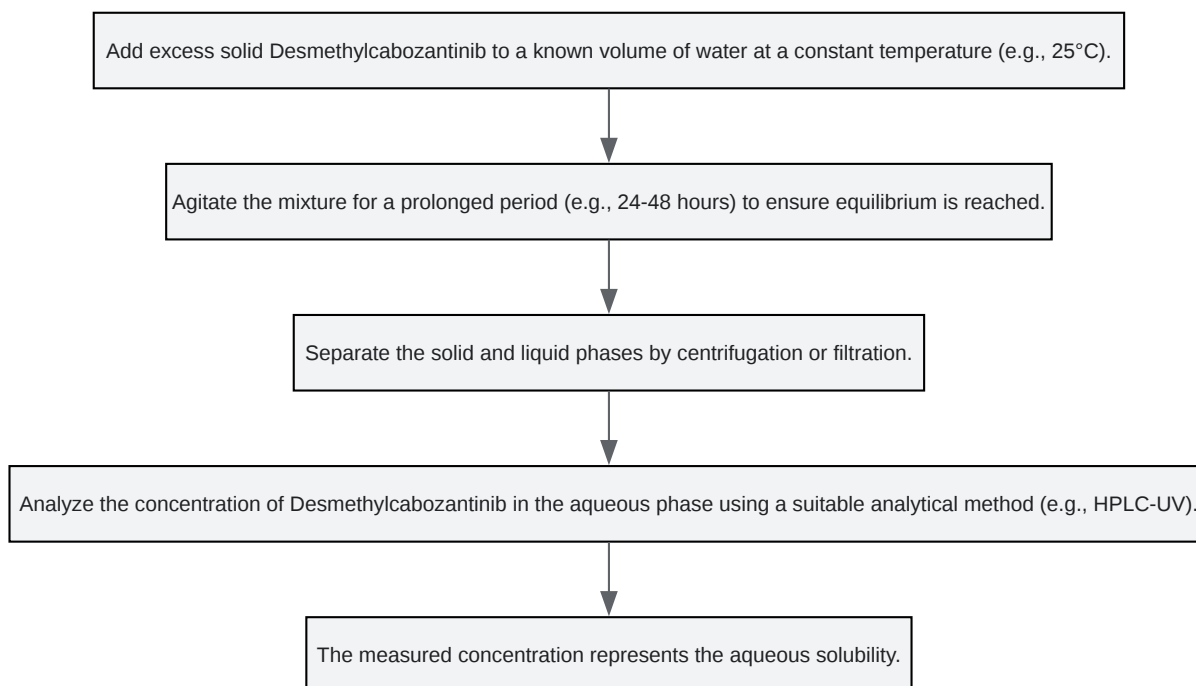 Add excess solid Desmethylcabozantinib to a known volume of water at a constant temperature (e.g., 25°C).
Agitate the mixture for a prolonged period (e.g., 24-48 hours) to ensure equilibrium is reached.
Separate the solid and liquid phases by centrifugation or filtration.
Analyze the concentration of Desmethylcabozantinib in the aqueous phase using a suitable analytical method (e.g., HPLC-UV).
The measured concentration represents the aqueous solubility.